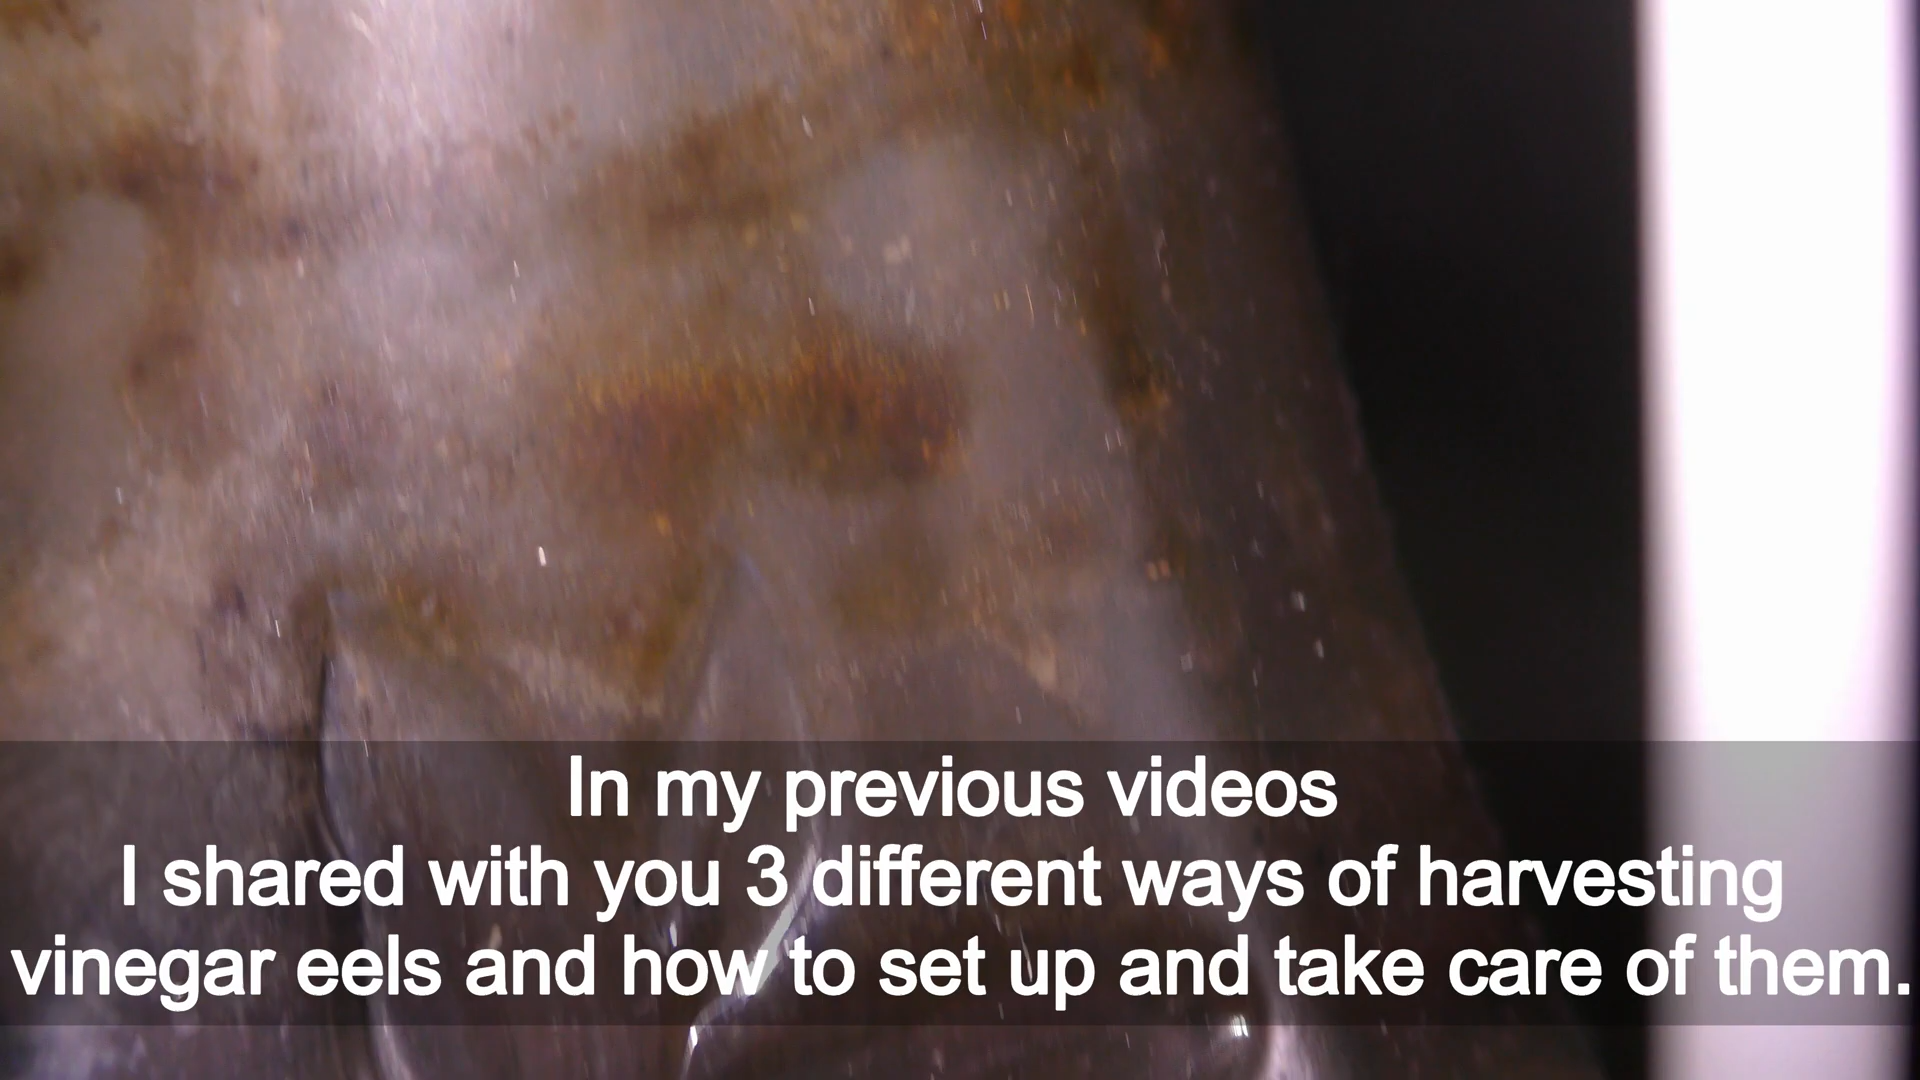 In my previous videos
I shared with you 3 different ways of harvesting
vinegar eels and how to set up and take care of them.